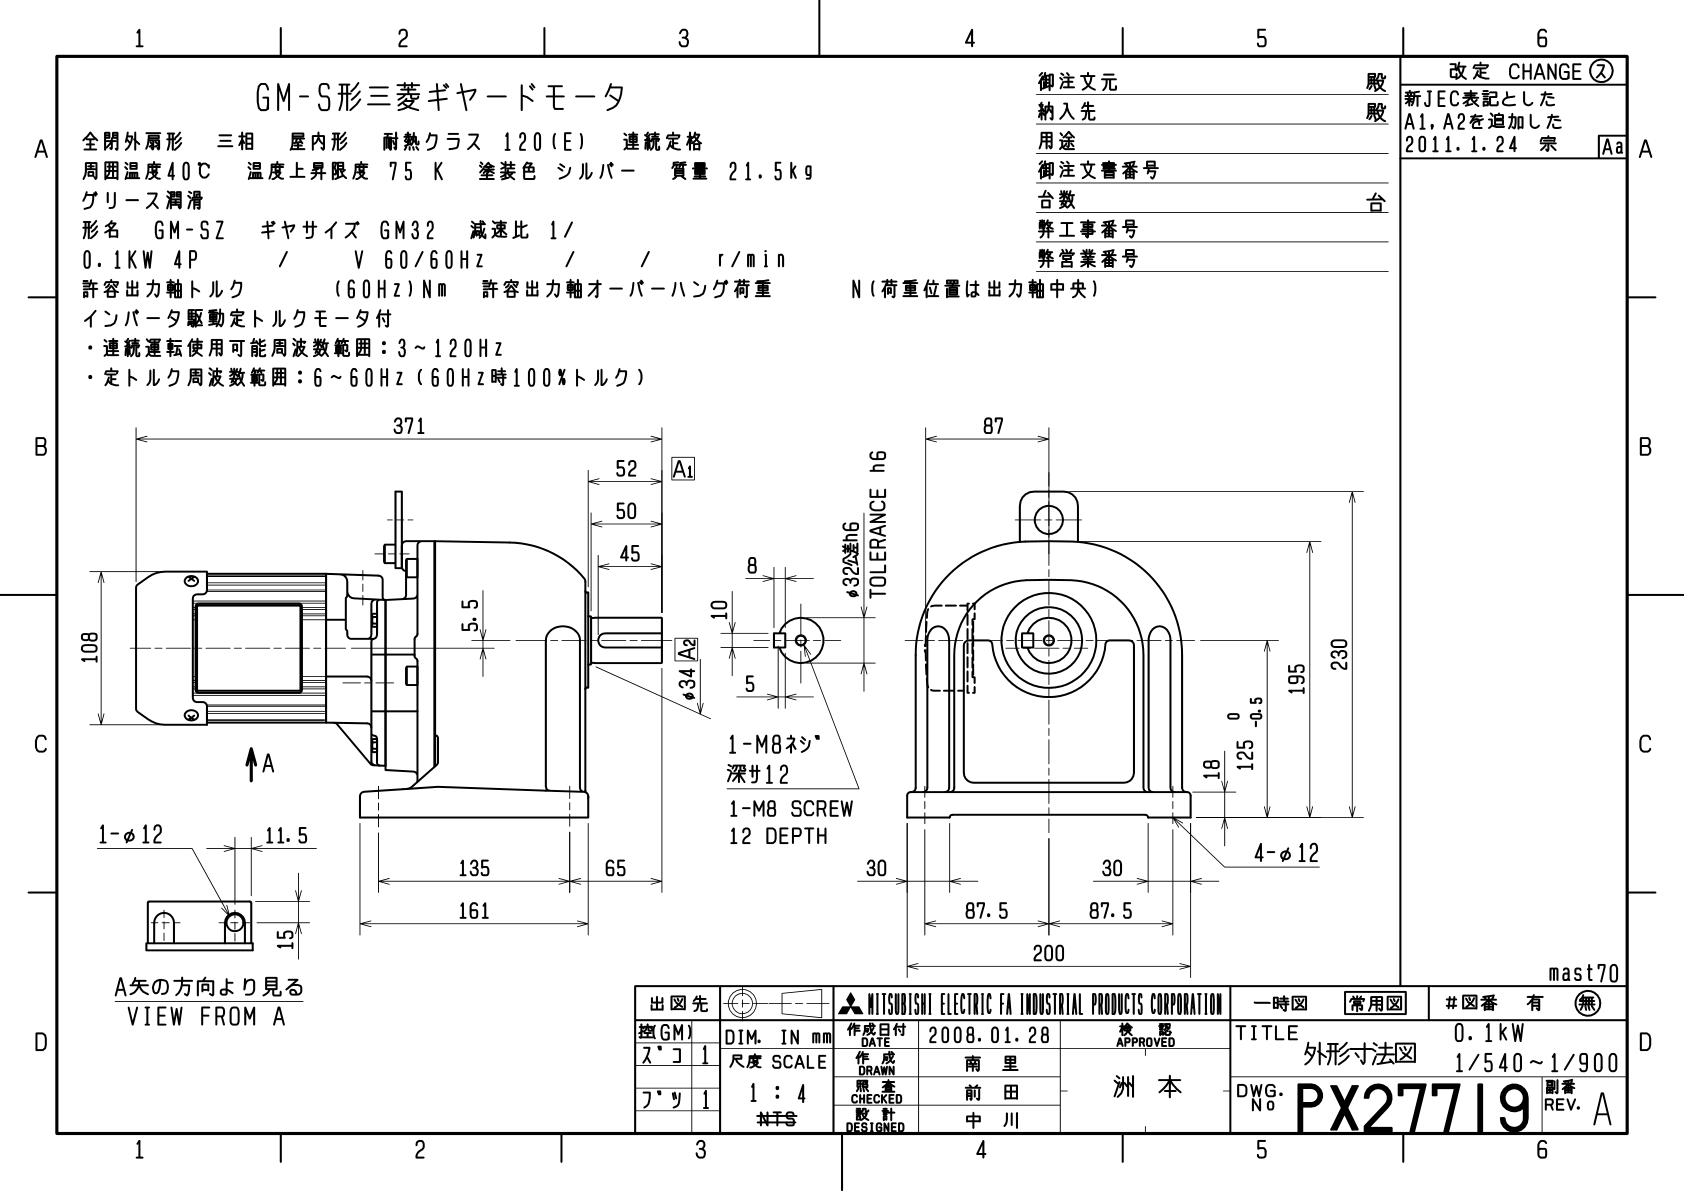 1 2 3 4 5 6
A
B
C
D
GM-S形三菱ギヤードモータ
全閉外扇形 三相 屋内形 耐熱クラス 120(E) 連続定格
周囲温度40℃ 温度上昇限度 75 K 塗装色 シルバー 質量 21.5kg
グリース潤滑
形名 GM-SZ ギヤサイズ GM32 減速比 1/
0.1KW 4P / V 60/60Hz / / r/min
許容出力軸トルク (60Hz)Nm 許容出力軸オーバーハング荷重 N(荷重位置は出力軸中央)
インバータ駆動定トルクモータ付
・連続運転使用可能周波数範囲：3~120Hz
・定トルク周波数範囲：6~60Hz(60Hz時100%トルク)
御注文元 殿
納入先 殿
用途
御注文書番号
台数 台
弊工事番号
弊営業番号
改定 CHANGE ス
新JEC表記とした
A1,A2を追加した
2011.1.24 宗 Aa
A
B
C
D
371
52 A1
50
45
108
5.5
φ34 A2
A
135
65
161
8
10
5
φ32公差h6
TOLERANCE h6
1-M8ネジ
深サ12
1-M8 SCREW
12 DEPTH
87
230
195
125 0 -0.5
18
4-φ12
30
30
87.5
87.5
200
1-φ12
11.5
15
A矢の方向より見る
VIEW FROM A
mast70
出図先
控(GM)
ズコ 1
ブツ 1
DIM. IN mm
尺度 SCALE
1 : 4
NTS
MITSUBISHI ELECTRIC FA INDUSTRIAL PRODUCTS CORPORATION
作成日付 DATE 2008.01.28
作成 DRAWN 南里
照査 CHECKED 前田
設計 DESIGNED 中川
検認 APPROVED
洲本
一時図 常用図 #図番 有 無
TITLE
外形寸法図
0.1kW
1/540~1/900
DWG. No PX27719
副番 REV. A
1 2 3 4 5 6